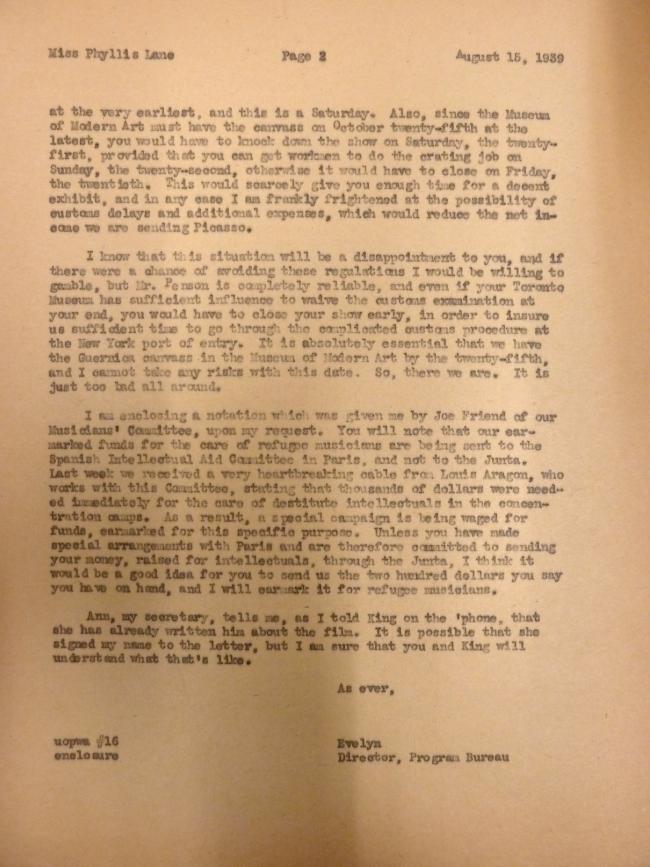 Miss Phyllis Lane Page 2 August 15, 1939
at the very earliest, and this is a Saturday. Also, since the Museum
of Modern Art must have the canvass on October twenty-fifth at the
latest, you would have to knock down the show on Saturday, the twenty-
first, provided that you can get workmen to do the crating job on
Sunday, the twenty-second, otherwise it would have to close on Friday,
the twentieth. This would scarcely give you enough time for a decent
exhibit, and in any case I am frankly frightened at the possibility of
customs delays and additional expenses, which would reduce the net in-
come we are sending Picasso.
I know that this situation will be a disappointment to you, and if
there were a chance of avoiding these regulations I would be willing to
gamble, but Mr. Penson is completely reliable, and even if your Toronto
Museum has sufficient influence to waive the customs examination at
your end, you would have to close your show early, in order to insure
us sufficient time to go through the complicated customs procedure at
the New York port of entry. It is absolutely essential that we have
the Guernica canvass in the Museum of Modern Art by the twenty-fifth,
and I cannot take any risks with this date. So, there we are. It is
just too bad all around.
I am enclosing a notation which was given me by Joe Friend of our
Musicians' Committee, upon my request. You will note that our ear-
marked funds for the care of refugee musicians are being sent to the
Spanish Intellectual Aid Committee in Paris, and not to the Junta.
Last week we received a very heartbreaking cable from Louis Aragon, who
works with this Committee, stating that thousands of dollars were need-
ed immediately for the care of destitute intellectuals in the concen-
tration camps. As a result, a special campaign is being waged for
funds, earmarked for this specific purpose. Unless you have made
special arrangements with Paris and are therefore committed to sending
your money, raised for intellectuals, through the Junta, I think it
would be a good idea for you to send us the two hundred dollars you say
you have on hand, and I will earmark it for refugee musicians.
Ann, my secretary, tells me, as I told King on the 'phone, that
she has already written him about the film. It is possible that she
signed my name to the letter, but I am sure that you and King will
understand what that's like.
As ever,
uopwa #16 Evelyn
enclosure Director, Program Bureau